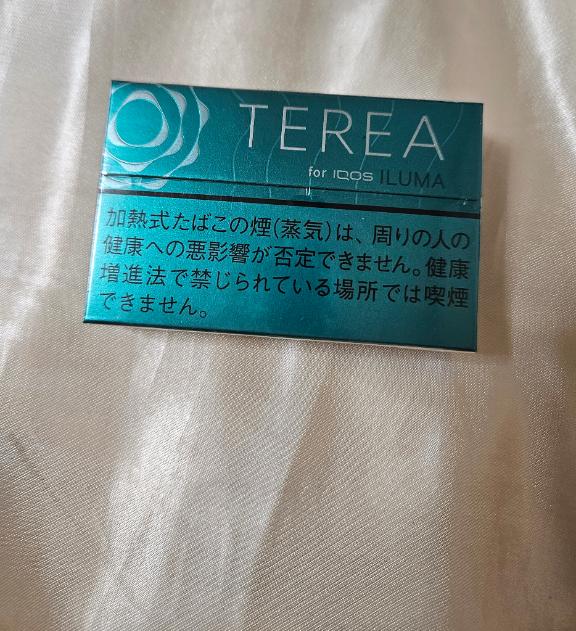 TEREA
for IQOS ILUMA
加熱式たばこの煙(蒸気)は、周りの人の
健康への悪影響が否定できません。健康
増進法で禁じられている場所では喫煙
できません。